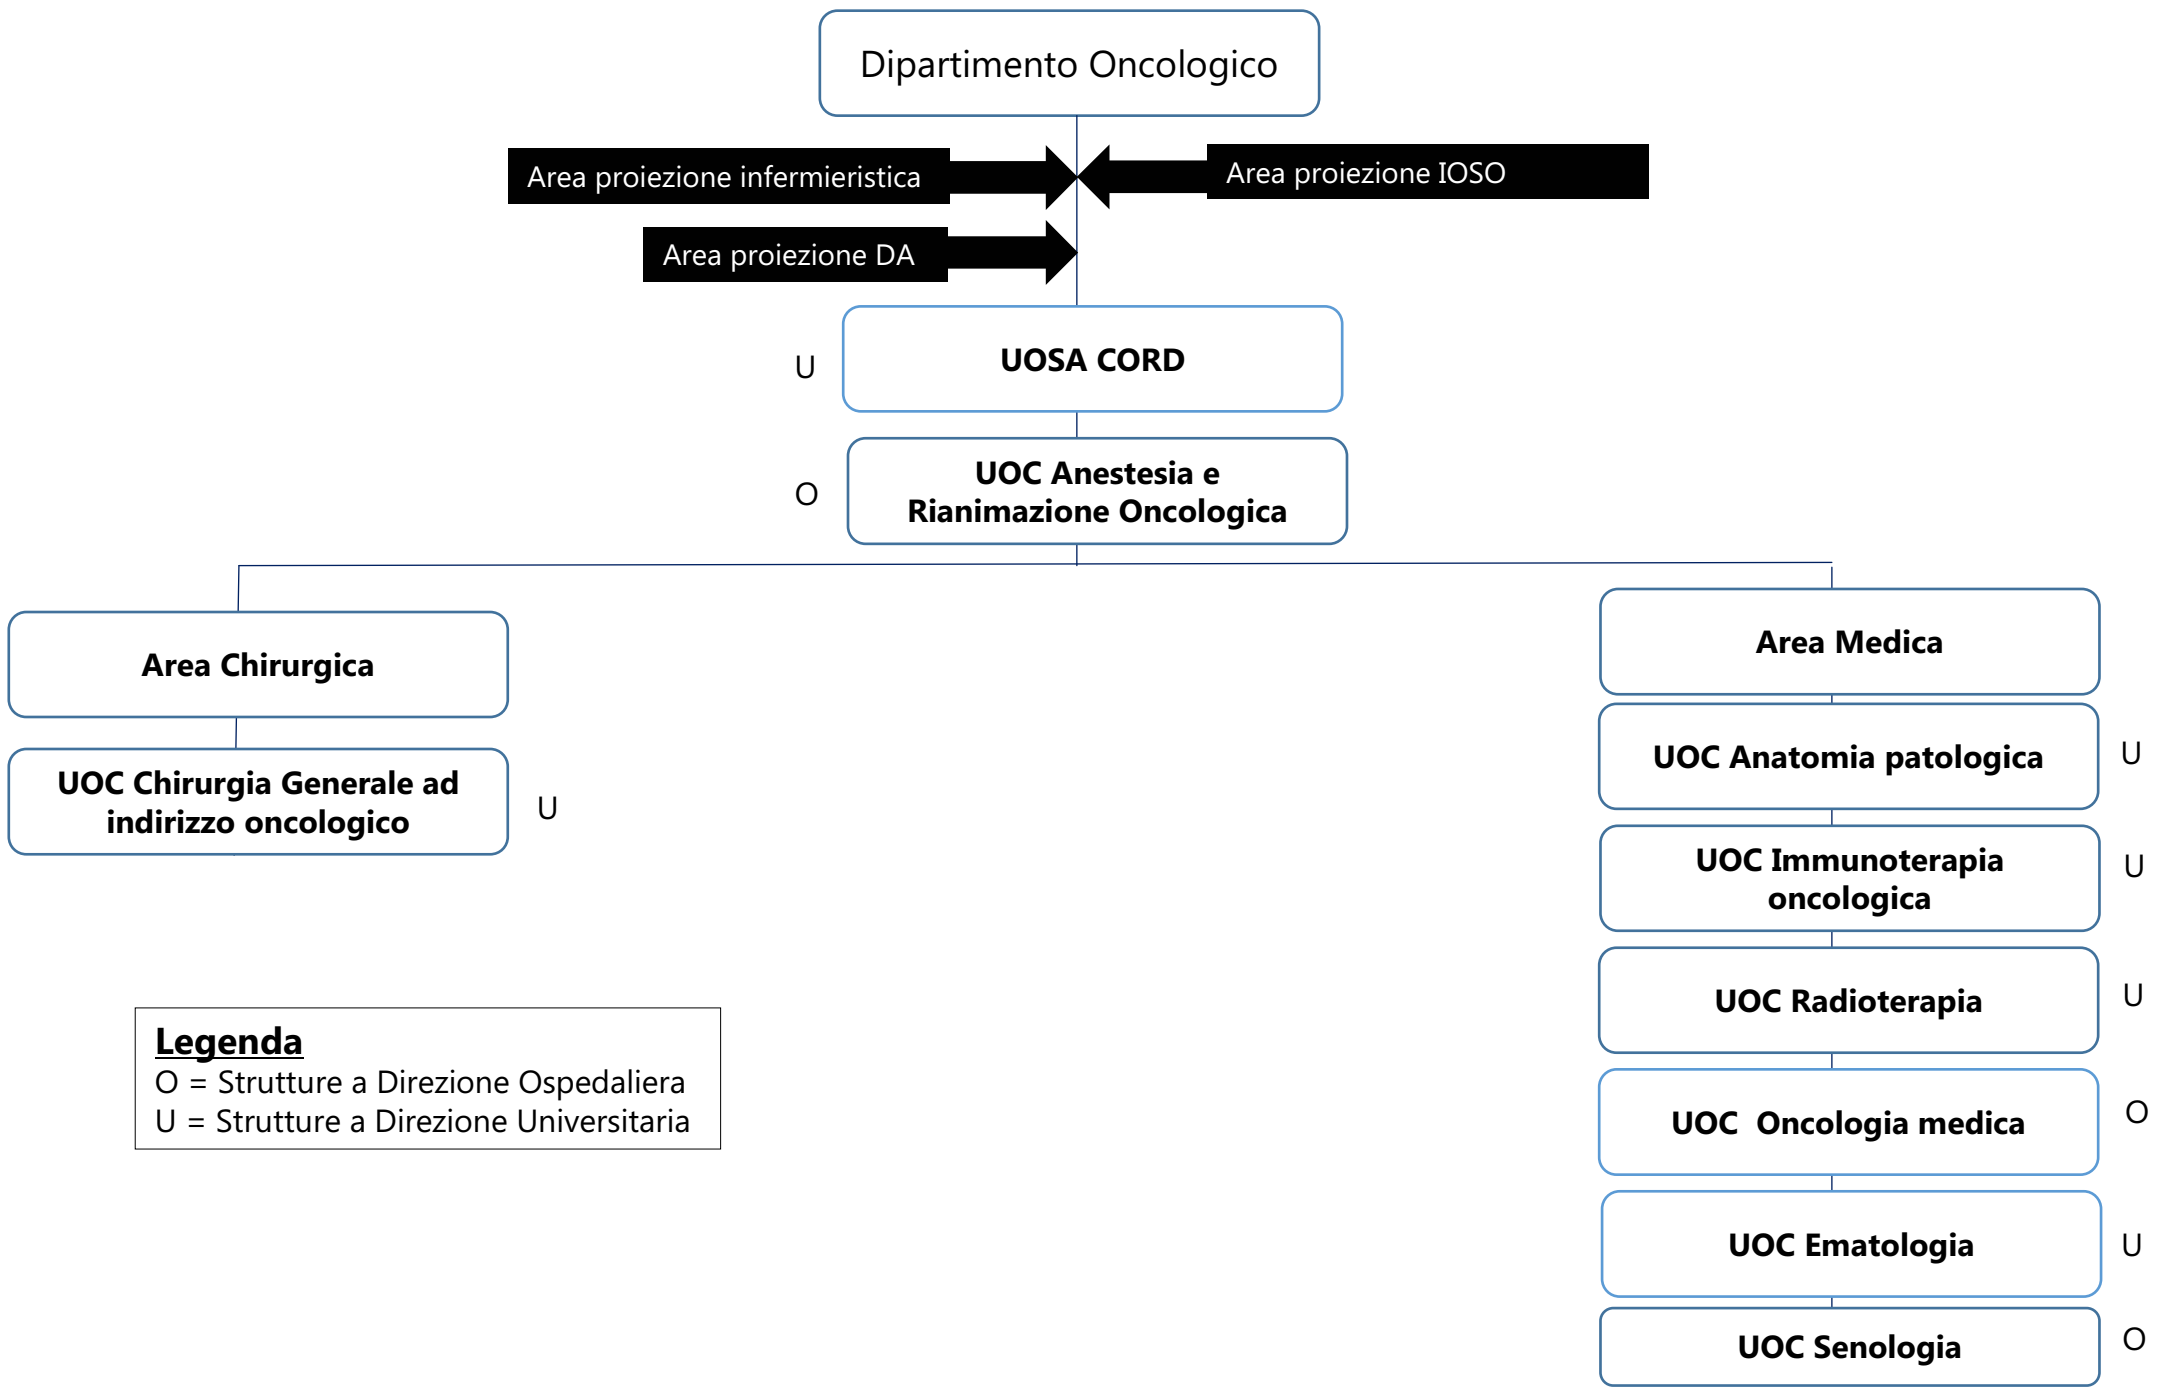 Dipartimento Oncologico
Area proiezione infermieristica
Area proiezione IOSO
Area proiezione DA
U
UOSA CORD
O
UOC Anestesia e
Rianimazione Oncologica
Area Chirurgica
UOC Chirurgia Generale ad
indirizzo oncologico
U
Area Medica
UOC Anatomia patologica
U
UOC Immunoterapia
oncologica
U
UOC Radioterapia
U
UOC  Oncologia medica
O
UOC Ematologia
U
UOC Senologia
O
Legenda
O = Strutture a Direzione Ospedaliera
U = Strutture a Direzione Universitaria